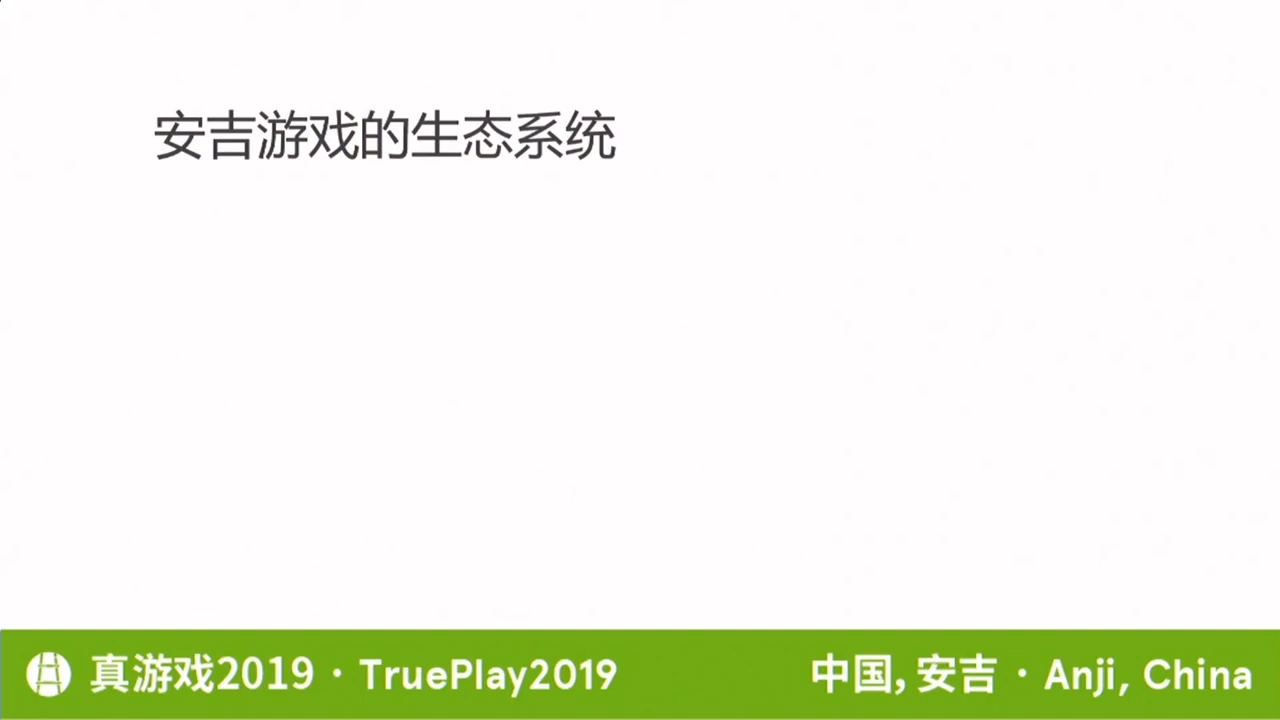 安吉游戏的生态系统
真游戏2019 · TruePlay2019
中国, 安吉 · Anji, China